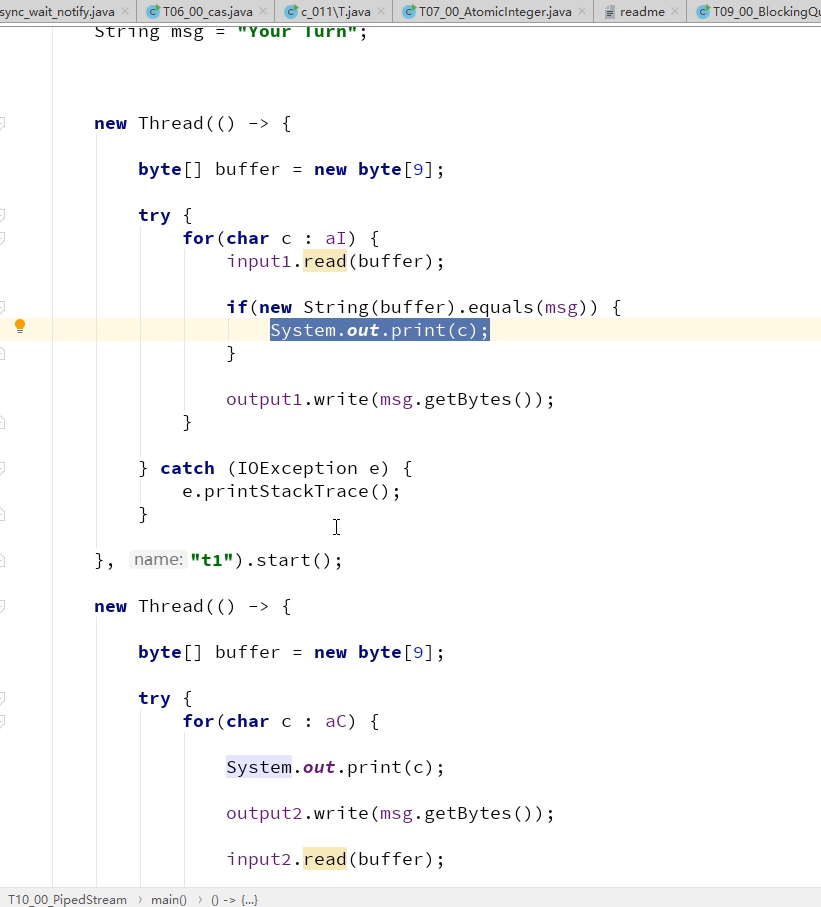 sync_wait_notify.java × T06_00_cas.java × c_011\T.java × T07_00_AtomicInteger.java × readme × T09_00_BlockingQu
String msg = "Your Turn";
new Thread(() -> {
byte[] buffer = new byte[9];
try {
for(char c : aI) {
input1.read(buffer);
if(new String(buffer).equals(msg)) {
System.out.print(c);
}
output1.write(msg.getBytes());
}
} catch (IOException e) {
e.printStackTrace();
}
}, name: "t1").start();
new Thread(() -> {
byte[] buffer = new byte[9];
try {
for(char c : aC) {
System.out.print(c);
output2.write(msg.getBytes());
input2.read(buffer);
T10_00_PipedStream › main() › () -> {...}